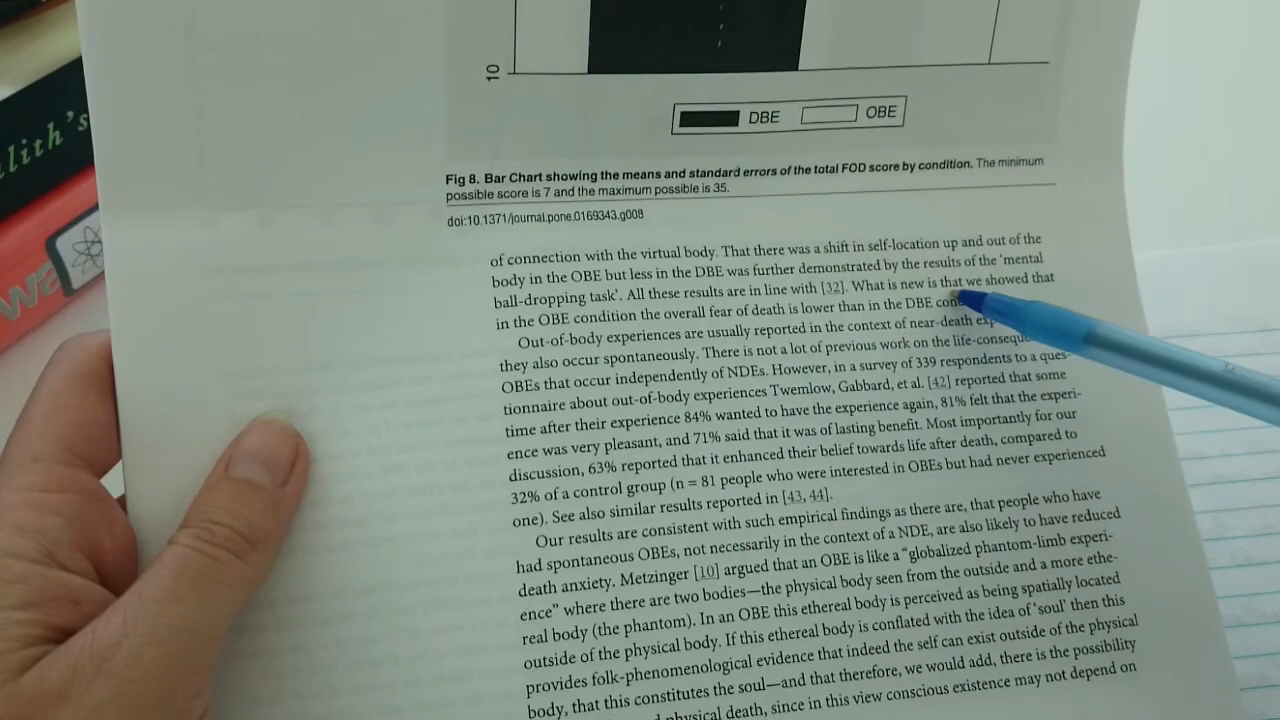 lith's
wa
10
DBE OBE
Fig 8. Bar Chart showing the means and standard errors of the total FOD score by condition. The minimum
possible score is 7 and the maximum possible is 35.
doi:10.1371/journal.pone.0169343.g008
of connection with the virtual body. That there was a shift in self-location up and out of the
body in the OBE but less in the DBE was further demonstrated by the results of the 'mental
ball-dropping task'. All these results are in line with [32]. What is new is that we showed that
in the OBE condition the overall fear of death is lower than in the DBE
Out-of-body experiences are usually reported in the context of near-death
they also occur spontaneously. There is not a lot of previous work on the
OBEs that occur independently of NDEs. However, in a survey of 339 respondents to a ques-
tionnaire about out-of-body experiences Twemlow, Gabbard, et al. [42] reported that some
time after their experience 84% wanted to have the experience again, 81% felt that the experi-
ence was very pleasant, and 71% said that it was of lasting benefit. Most importantly for our
discussion, 63% reported that it enhanced their belief towards life after death, compared to
32% of a control group (n = 81 people who were interested in OBEs but had never experienced
one). See also similar results reported in [43, 44].
Our results are consistent with such empirical findings as there are, that people who have
had spontaneous OBEs, not necessarily in the context of a NDE, are also likely to have reduced
death anxiety. Metzinger [10] argued that an OBE is like a "globalized phantom-limb experi-
ence" where there are two bodies—the physical body seen from the outside and a more ethe-
real body (the phantom). In an OBE this ethereal body is perceived as being spatially located
outside of the physical body. If this ethereal body is conflated with the idea of 'soul' then this
provides folk-phenomenological evidence that indeed the self can exist outside of the physical
body, that this constitutes the soul—and that therefore, we would add, there is the possibility
physical death, since in this view conscious existence may not depend on